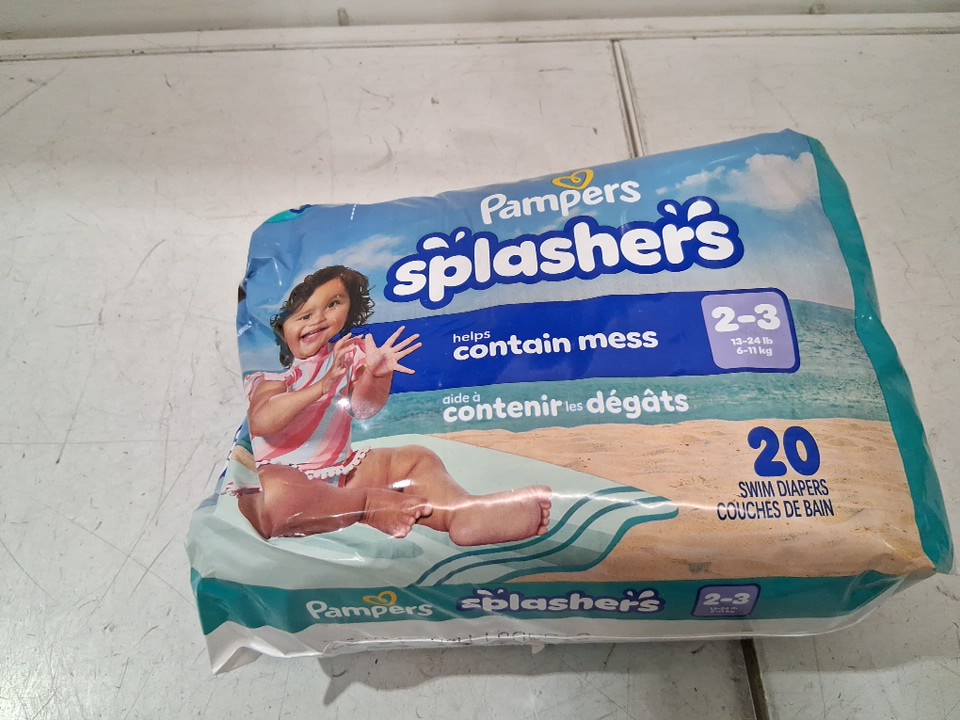 Pampers
splashers
helps
contain mess
2-3
13-24 lb
6-11 kg
aide à
contenir les dégâts
20
SWIM DIAPERS
COUCHES DE BAIN
Pampers splashers 2-3